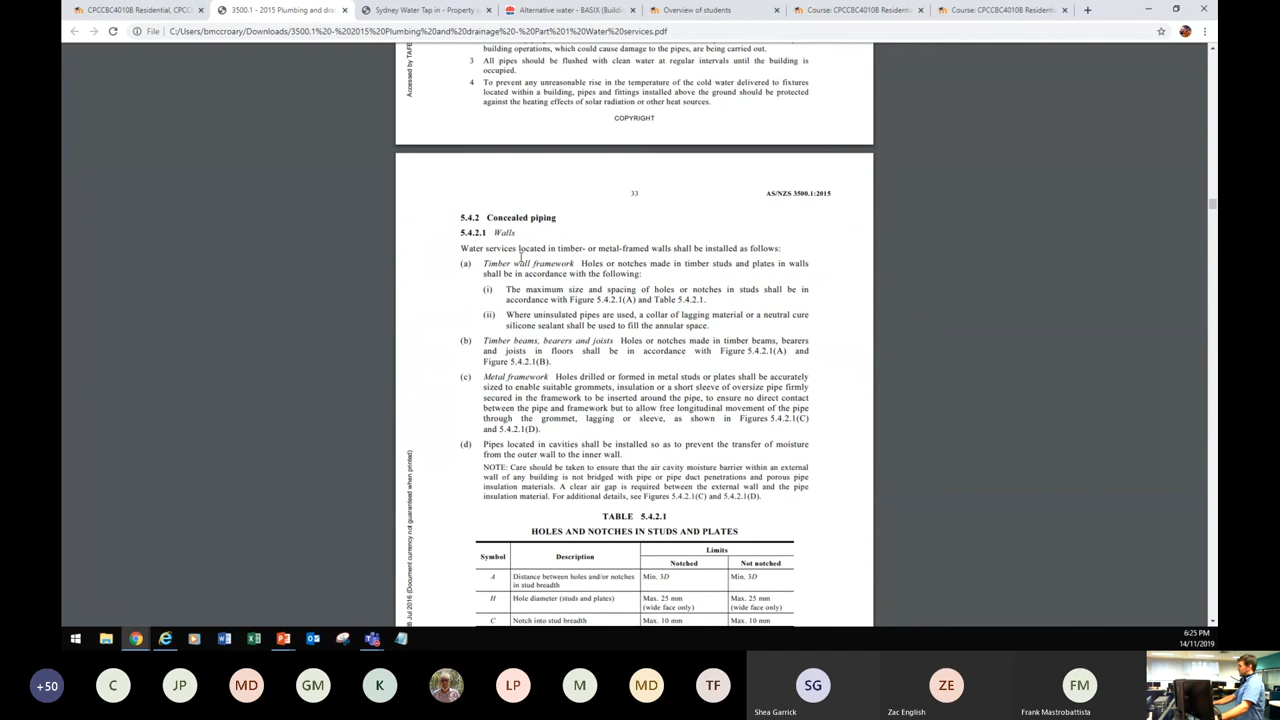 CPCCBC4010B Residential, CPCC
3500.1 - 2015 Plumbing and dra
Sydney Water Tap in - Property s
Alternative water - BASIX (Buildi
Overview of students
Course: CPCCBC4010B Residentia
Course: CPCCBC4010B Residentia
File | C:/Users/bmccroary/Downloads/3500.1%20-%202015%20Plumbing%20and%20drainage%20-%20Part%201%20Water%20services.pdf
building operations, which could cause damage to the pipes, are being carried out.
3 All pipes should be flushed with clean water at regular intervals until the building is
occupied.
4 To prevent any unreasonable rise in the temperature of the cold water delivered to fixtures
located within a building, pipes and fittings installed above the ground should be protected
against the heating effects of solar radiation or other heat sources.
Accessed by TAFE
COPYRIGHT
33 AS/NZS 3500.1:2015
5.4.2 Concealed piping
5.4.2.1 Walls
Water services located in timber- or metal-framed walls shall be installed as follows:
(a) Timber wall framework Holes or notches made in timber studs and plates in walls
shall be in accordance with the following:
(i) The maximum size and spacing of holes or notches in studs shall be in
accordance with Figure 5.4.2.1(A) and Table 5.4.2.1.
(ii) Where uninsulated pipes are used, a collar of lagging material or a neutral cure
silicone sealant shall be used to fill the annular space.
(b) Timber beams, bearers and joists Holes or notches made in timber beams, bearers
and joists in floors shall be in accordance with Figure 5.4.2.1(A) and
Figure 5.4.2.1(B).
(c) Metal framework Holes drilled or formed in metal studs or plates shall be accurately
sized to enable suitable grommets, insulation or a short sleeve of oversize pipe firmly
secured in the framework to be inserted around the pipe, to ensure no direct contact
between the pipe and framework but to allow free longitudinal movement of the pipe
through the grommet, lagging or sleeve, as shown in Figures 5.4.2.1(C)
and 5.4.2.1(D).
(d) Pipes located in cavities shall be installed so as to prevent the transfer of moisture
from the outer wall to the inner wall.
NOTE: Care should be taken to ensure that the air cavity moisture barrier within an external
wall of any building is not bridged with pipe or pipe duct penetrations and porous pipe
insulation materials. A clear air gap is required between the external wall and the pipe
insulation material. For additional details, see Figures 5.4.2.1(C) and 5.4.2.1(D).
TABLE 5.4.2.1
HOLES AND NOTCHES IN STUDS AND PLATES
Symbol Description Limits
Notched Not notched
A Distance between holes and/or notches Min. 3D Min. 3D
in stud breadth
H Hole diameter (studs and plates) Max. 25 mm Max. 25 mm
(wide face only) (wide face only)
C Notch into stud breadth Max. 10 mm Max. 10 mm
Jul 2016 (Document currency not guaranteed when printed)
6:25 PM
14/11/2019
+50
C
JP
MD
GM
K
LP
M
MD
TF
SG
Shea Garrick
ZE
Zac English
FM
Frank Mastrobattista